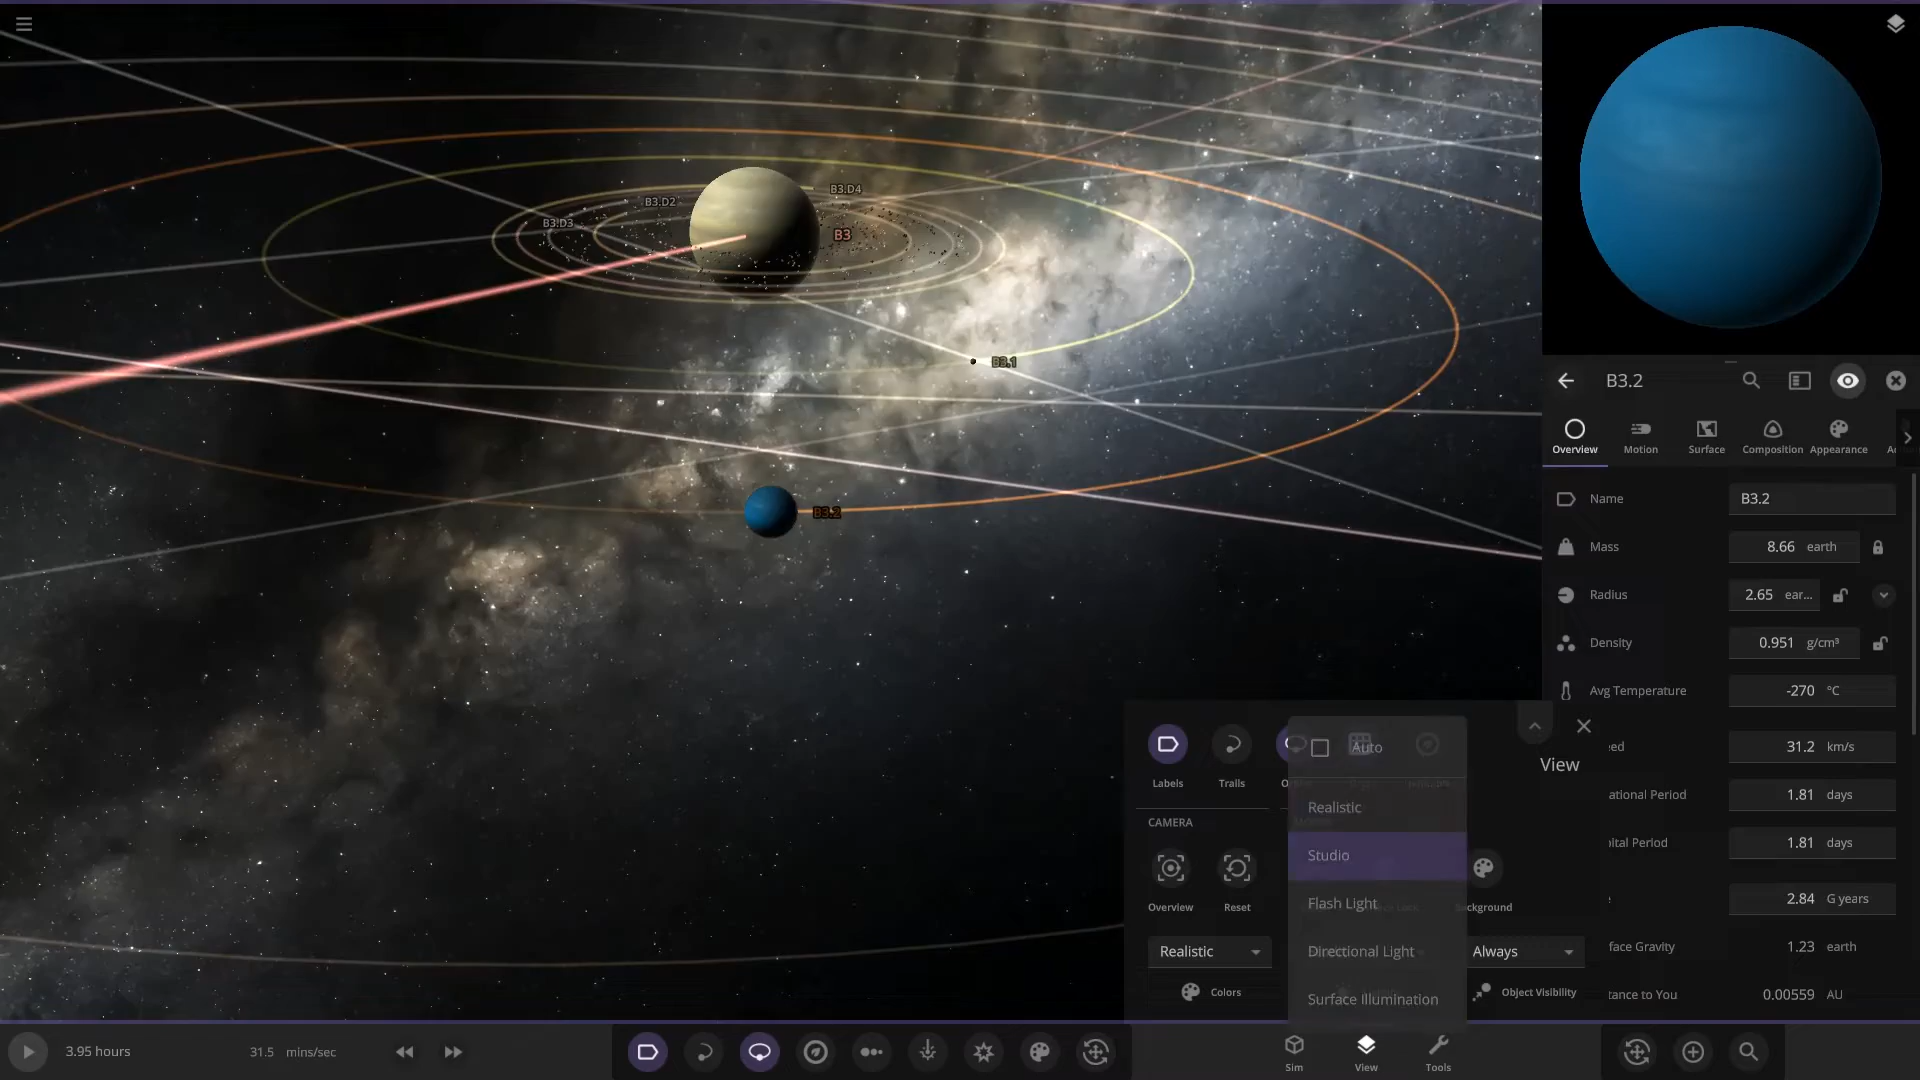 B3.D4
B3.D2
B3.D3
B3
B3.1
B3.2
B3.2
Overview
Motion
Surface
Composition
Appearance
Name
B3.2
Mass
8.66 earth
Radius
2.65 ear...
Density
0.951 g/cm³
Avg Temperature
-270 °C
eed
31.2 km/s
ational Period
1.81 days
ital Period
1.81 days
2.84 G years
face Gravity
1.23 earth
tance to You
0.00559 AU
View
Labels
Trails
Auto
Realistic
Studio
Flash Light
Directional Light
Surface Illumination
CAMERA
Overview
Reset
ckground
Realistic
Always
Colors
Object Visibility
3.95 hours
31.5 mins/sec
Sim
View
Tools